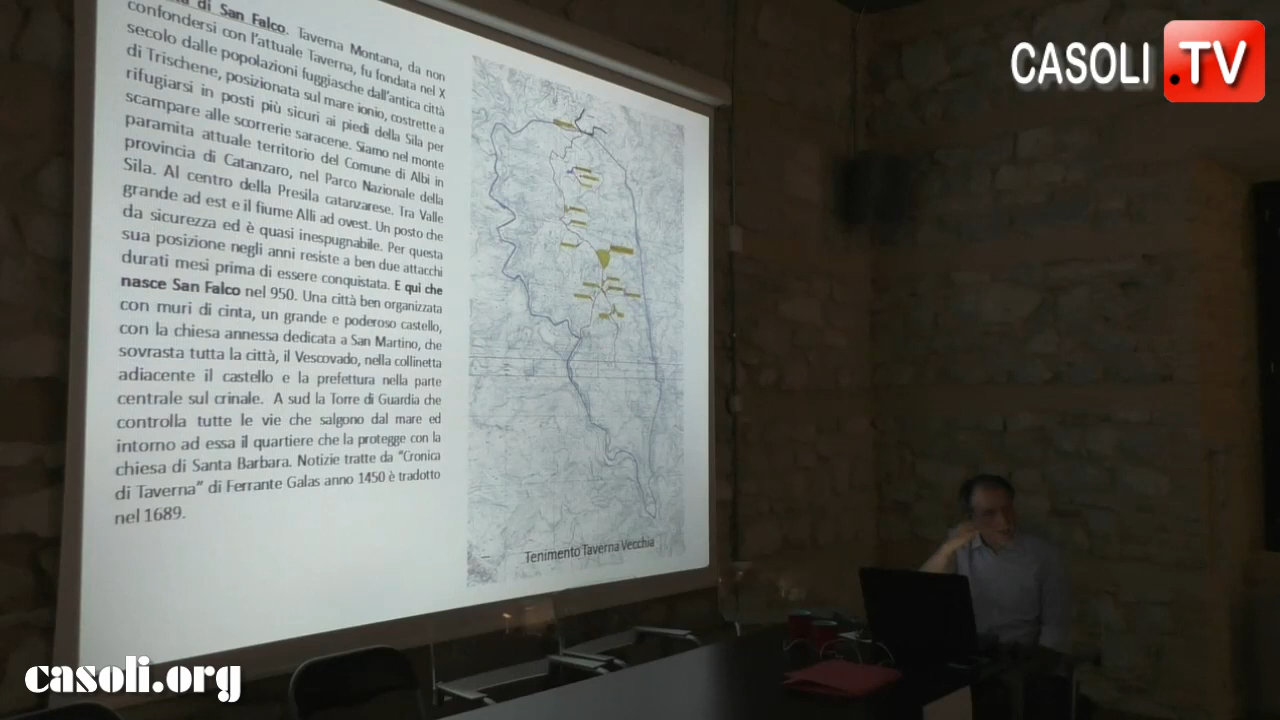 di San Falco. Taverna Montana, da non
confondersi con l'attuale Taverna, fu fondata nel X
secolo dalle popolazioni fuggiasche dall'antica città
di Trischene, posizionata sul mare ionio, costrette a
rifugiarsi in posti più sicuri ai piedi della Sila per
scampare alle scorrerie saracene. Siamo nel monte
paramita attuale territorio del Comune di Albi in
provincia di Catanzaro, nel Parco Nazionale della
Sila. Al centro della Presila catanzarese. Tra Valle
grande ad est e il fiume Alli ad ovest. Un posto che
da sicurezza ed è quasi inespugnabile. Per questa
sua posizione negli anni resiste a ben due attacchi
durati mesi prima di essere conquistata. E qui che
nasce San Falco nel 950. Una città ben organizzata
con muri di cinta, un grande e poderoso castello,
con la chiesa annessa dedicata a San Martino, che
sovrasta tutta la città, il Vescovado, nella collinetta
adiacente il castello e la prefettura nella parte
centrale sul crinale. A sud la Torre di Guardia che
controlla tutte le vie che salgono dal mare ed
intorno ad essa il quartiere che la protegge con la
chiesa di Santa Barbara. Notizie tratte da “Cronica
di Taverna” di Ferrante Galas anno 1450 è tradotto
nel 1689.
Tenimento Taverna Vecchia
CASOLI .TV
casoli.org